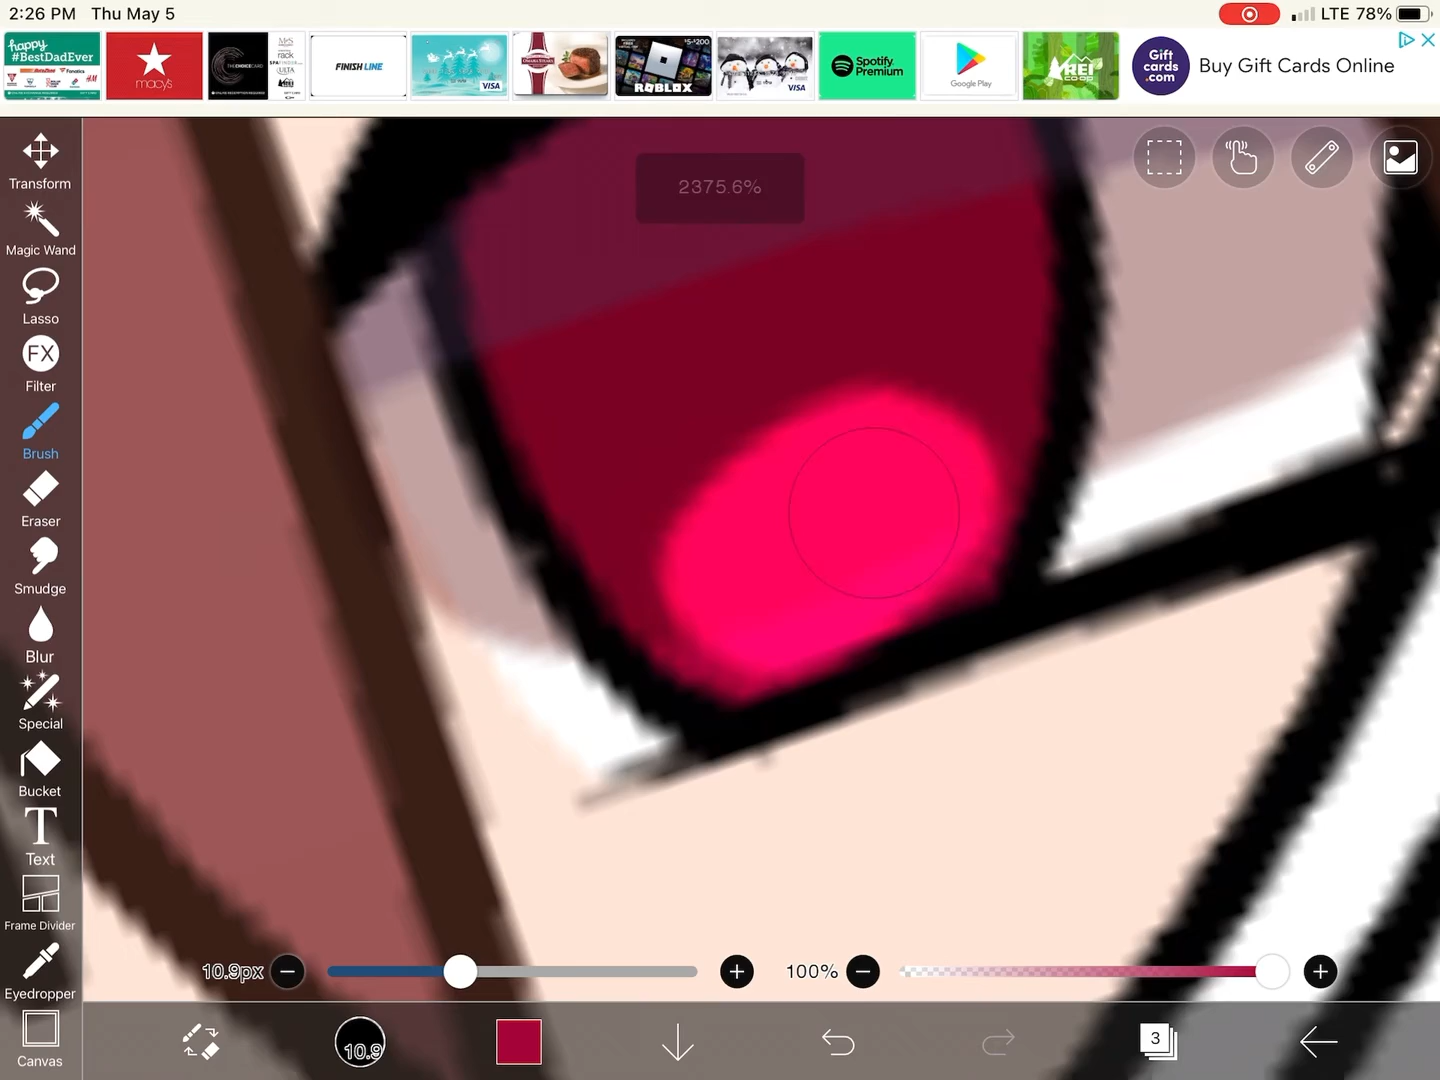 2:26 PM Thu May 5
LTE 78%
happy
#BestDadEver
macy's
FINISH LINE
VISA
ROBLOX
VISA
Spotify
Premium
Google Play
REI
co-op
Gift
cards
.com
Buy Gift Cards Online
2375.6%
Transform
Magic Wand
Lasso
FX
Filter
Brush
Eraser
Smudge
Blur
Special
Bucket
T
Text
Frame Divider
Eyedropper
Canvas
10.9px
100%
10.9
3